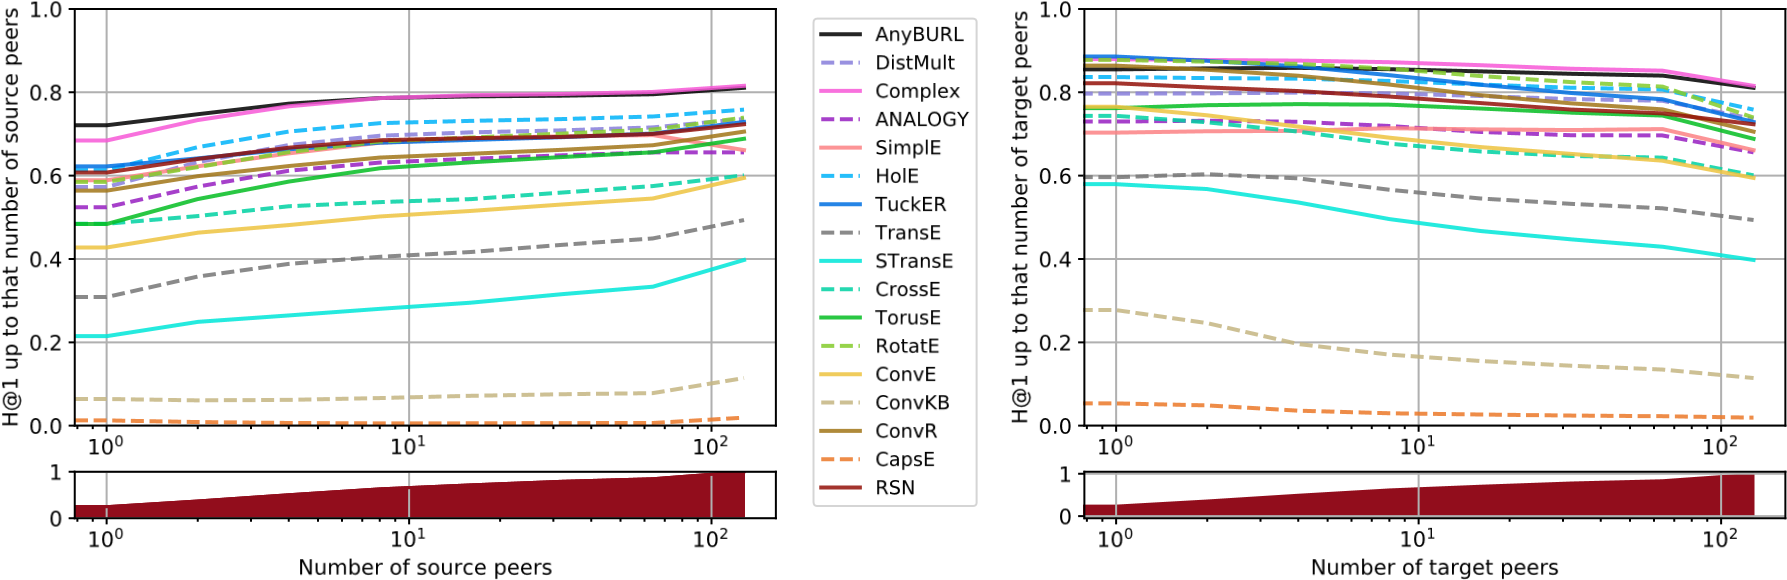 H@1 up to that number of source peers
1.0
0.8
0.6
0.4
0.2
0.0
10⁰
10¹
10²
1
0
10⁰
10¹
10²
Number of source peers
AnyBURL
DistMult
Complex
ANALOGY
SimplE
HolE
TuckER
TransE
STransE
CrossE
TorusE
RotatE
ConvE
ConvKB
ConvR
CapsE
RSN
H@1 up to that number of target peers
1.0
0.8
0.6
0.4
0.2
0.0
10⁰
10¹
10²
1
0
10⁰
10¹
10²
Number of target peers